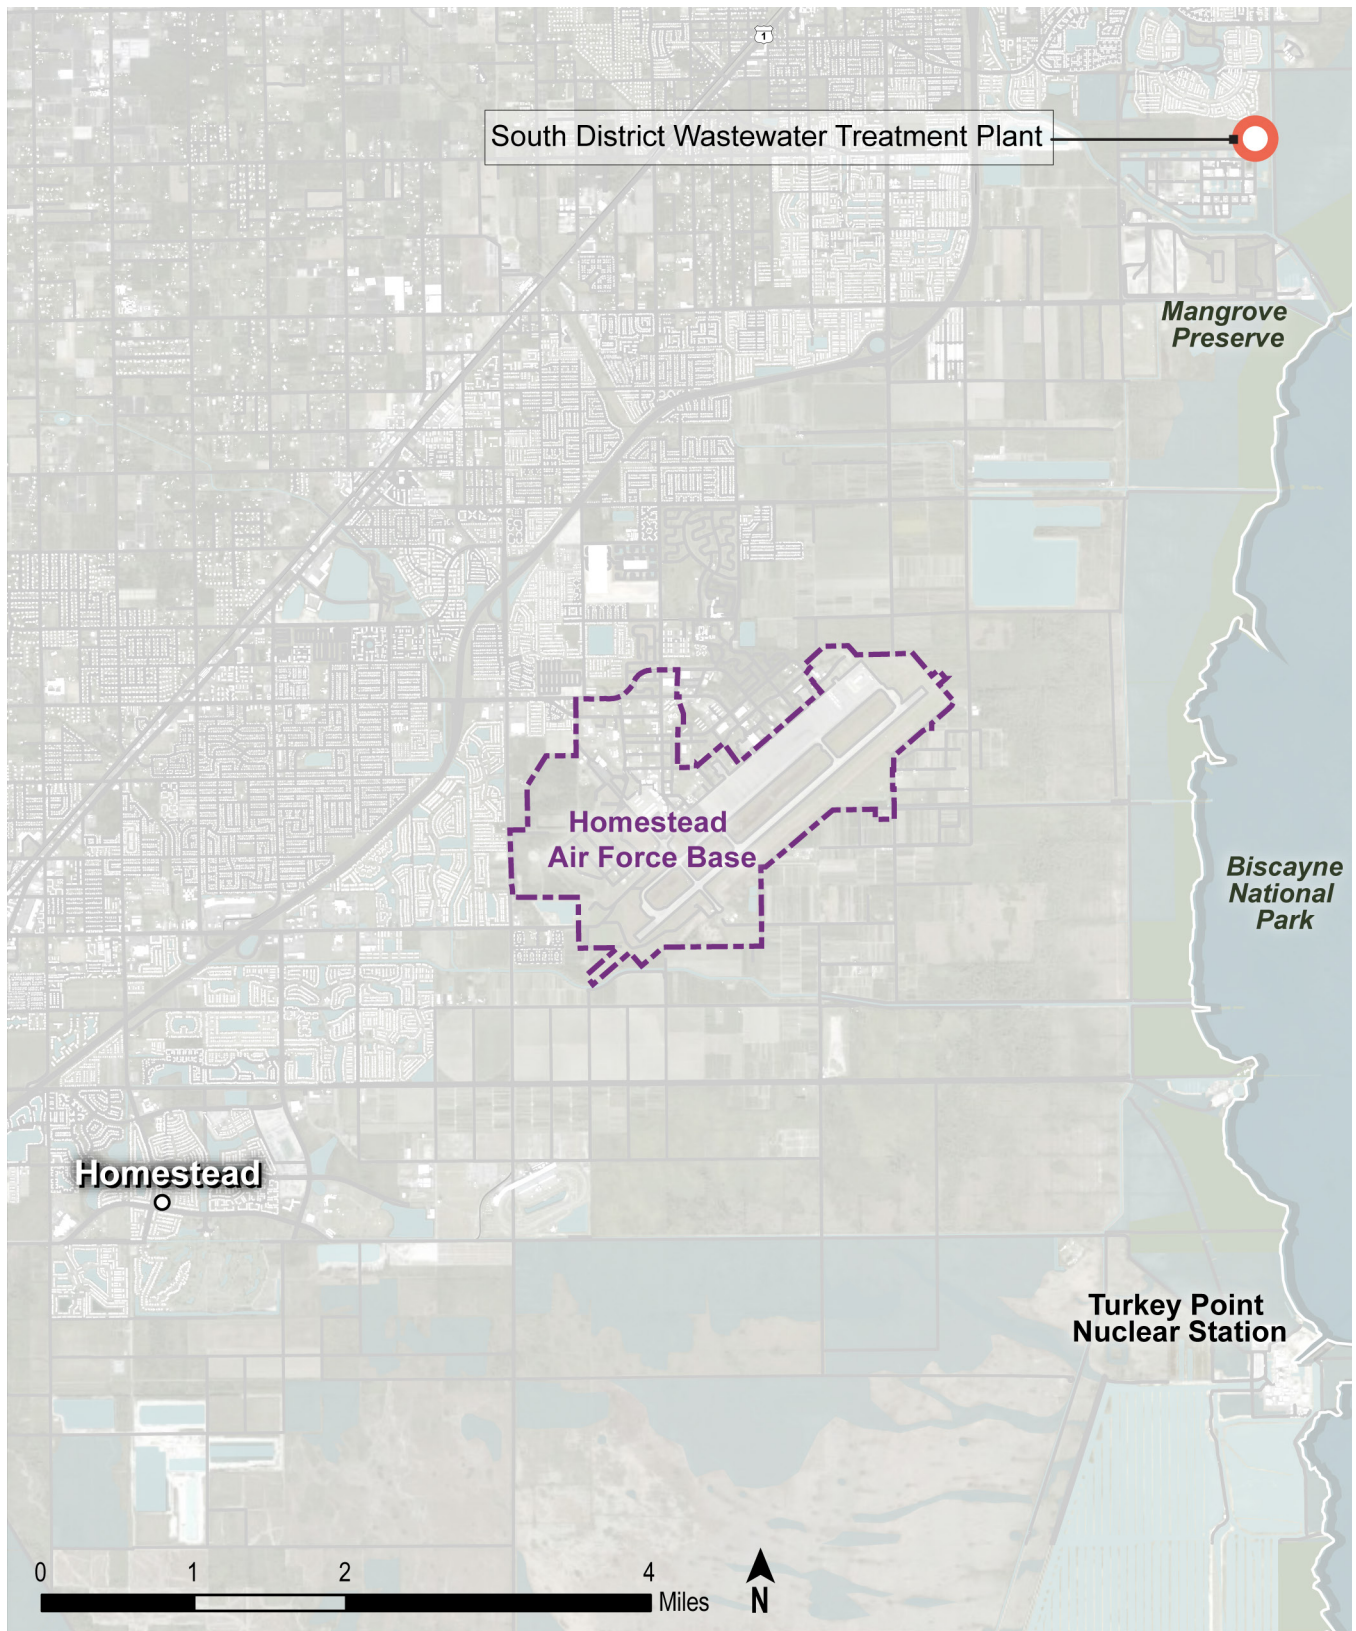 1
South District Wastewater Treatment Plant
Mangrove
Preserve
Homestead
Air Force Base
Biscayne
National
Park
Homestead
Turkey Point
Nuclear Station
0 1 2 4
Miles
N